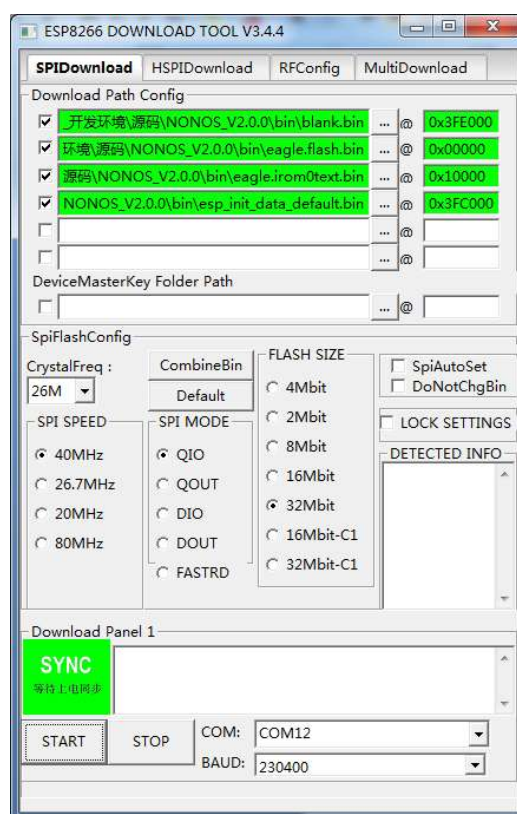 ESP8266 DOWNLOAD TOOL V3.4.4
SPIDownload HSPIDownload RFConfig MultiDownload
Download Path Config
_开发环境\源码\NONOS_V2.0.0\bin\blank.bin ... @ 0x3FE000
环境\源码\NONOS_V2.0.0\bin\eagle.flash.bin ... @ 0x00000
源码\NONOS_V2.0.0\bin\eagle.irom0text.bin ... @ 0x10000
NONOS_V2.0.0\bin\esp_init_data_default.bin ... @ 0x3FC000
... @
... @
DeviceMasterKey Folder Path
... @
SpiFlashConfig
CrystalFreq :
26M
CombineBin
Default
SPI SPEED
40MHz
26.7MHz
20MHz
80MHz
SPI MODE
QIO
QOUT
DIO
DOUT
FASTRD
FLASH SIZE
4Mbit
2Mbit
8Mbit
16Mbit
32Mbit
16Mbit-C1
32Mbit-C1
SpiAutoSet
DoNotChgBin
LOCK SETTINGS
DETECTED INFO
Download Panel 1
SYNC
等待上电同步
START STOP
COM: COM12
BAUD: 230400